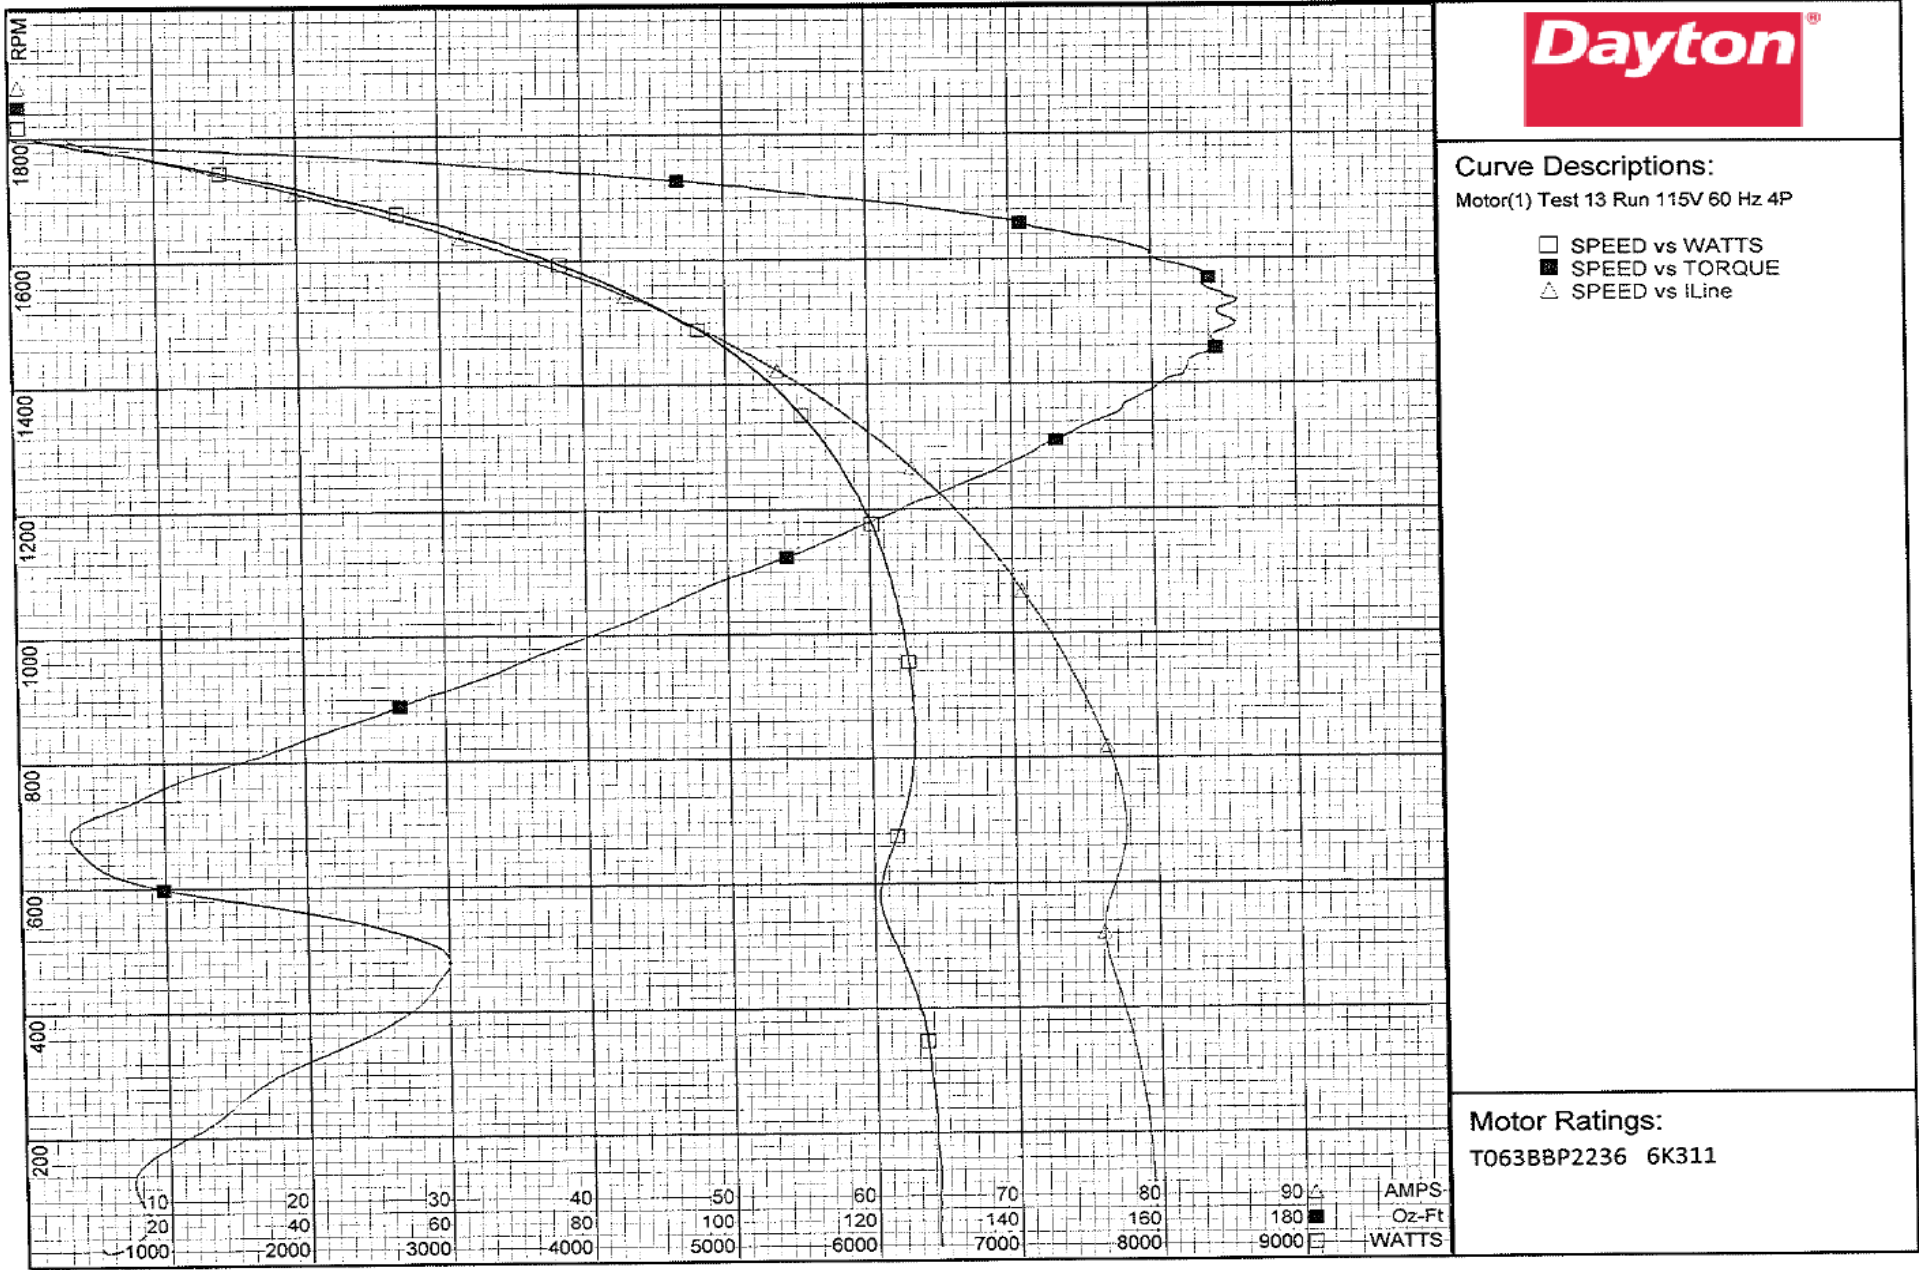 RPM
1800
1600
1400
1200
1000
800
600
400
200
10 20 30 40 50 60 70 80 90 △ AMPS
20 40 60 80 100 120 140 160 180 ■ Oz-Ft
1000 2000 3000 4000 5000 6000 7000 8000 9000 □ WATTS
Dayton®
Curve Descriptions:
Motor(1) Test 13 Run 115V 60 Hz 4P
□ SPEED vs WATTS
■ SPEED vs TORQUE
△ SPEED vs ILine
Motor Ratings:
T063BBP2236 6K311